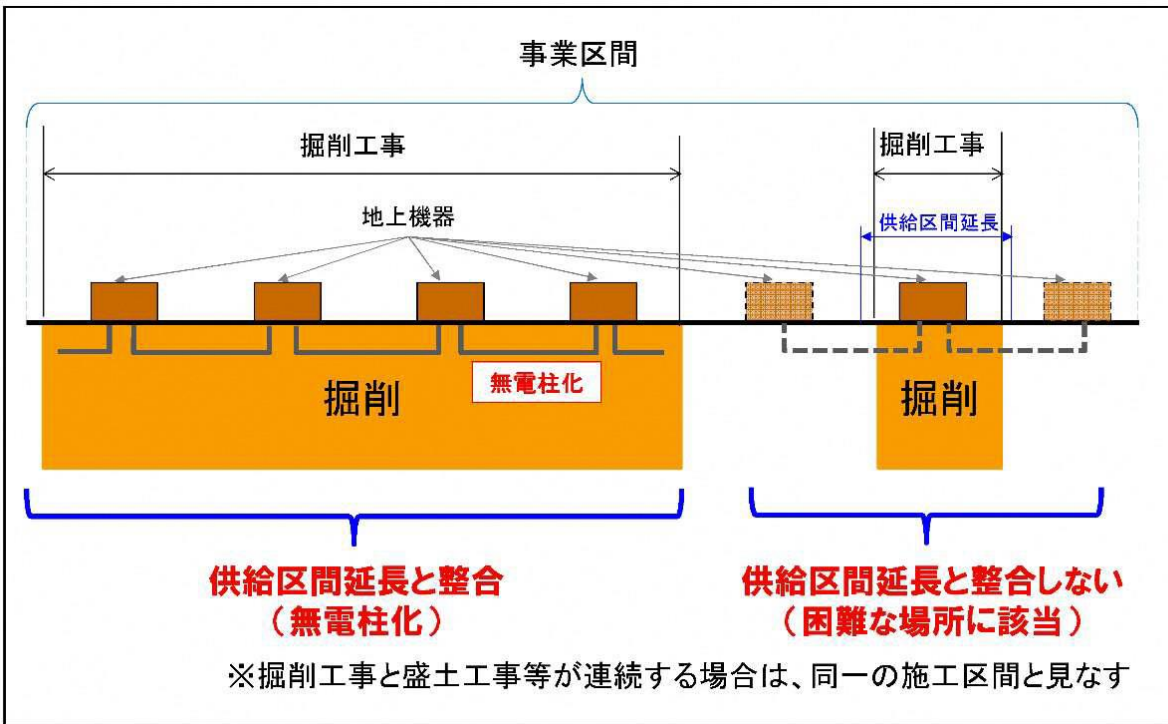 事業区間
掘削工事
掘削工事
地上機器
供給区間延長
無電柱化
掘削
掘削
供給区間延長と整合
（無電柱化）
供給区間延長と整合しない
（困難な場所に該当）
※掘削工事と盛土工事等が連続する場合は、同一の施工区間と見なす